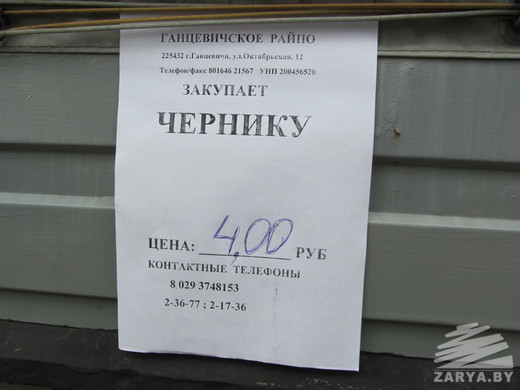 ГАНЦЕВИЧСКОЕ РАЙПО
225432 г.Ганцевичи, ул.Октябрьская, 12
Телефон/факс 801646 21567 УНП 200456520
ЗАКУПАЕТ
ЧЕРНИКУ
ЦЕНА: 4,00 РУБ
КОНТАКТНЫЕ ТЕЛЕФОНЫ
8 029 3748153
2-36-77 ; 2-17-36
ZARYA.BY